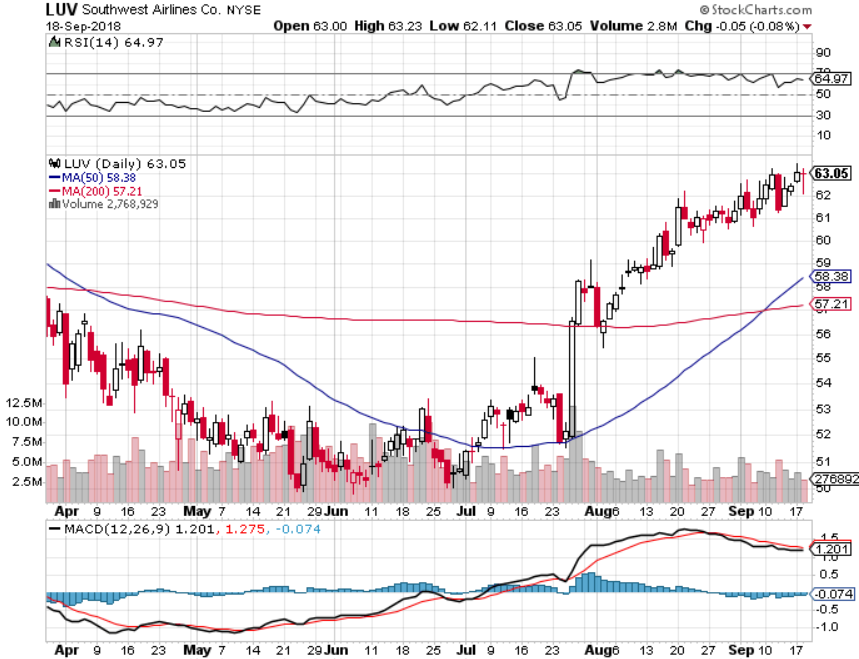 LUV Southwest Airlines Co. NYSE © StockCharts.com
18-Sep-2018 Open 63.00 High 63.23 Low 62.11 Close 63.05 Volume 2.8M Chg -0.05 (-0.08%)
RSI(14) 64.97
90
70
64.97
50
30
10
LUV (Daily) 63.05
MA(50) 58.38
MA(200) 57.21
Volume 2,768,929
63.05
62
61
60
59
58.38
58
57.21
56
55
54
12.5M 53
10.0M
7.5M 52
5.0M 51
2.5M
2768929
50
Apr 9 16 23 May 7 14 21 29 Jun 11 18 25 Jul 9 16 23 Aug 6 13 20 27 Sep 10 17
MACD(12,26,9) 1.201, 1.275, -0.074
1.5
1.201
1.0
0.5
-0.074
-0.5
-1.0
Apr 9 16 23 May 7 14 21 29 Jun 11 18 25 Jul 9 16 23 Aug 6 13 20 27 Sep 10 17